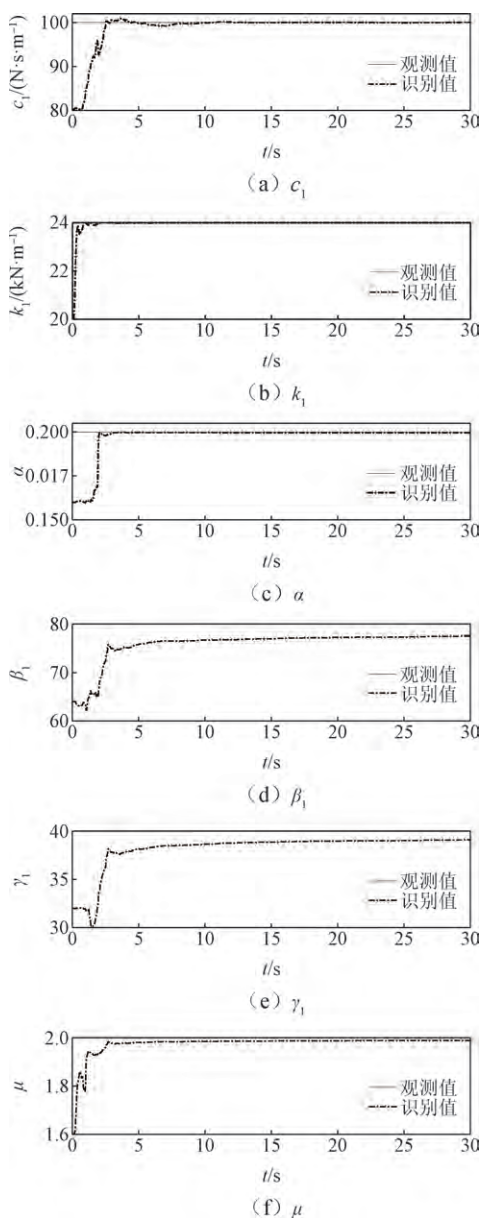 100
90
80
c₁/(N·s·m⁻¹)
观测值
识别值
0 5 10 15 20 25 30
t/s
（a）c₁
24
22
20
k₁/(kN·m⁻¹)
观测值
识别值
0 5 10 15 20 25 30
t/s
（b）k₁
0.200
0.017
0.150
α
观测值
识别值
0 5 10 15 20 25 30
t/s
（c）α
80
70
60
β₁
观测值
识别值
0 5 10 15 20 25 30
t/s
（d）β₁
40
35
30
γ₁
观测值
识别值
0 5 10 15 20 25 30
t/s
（e）γ₁
2.0
1.8
1.6
μ
观测值
识别值
0 5 10 15 20 25 30
t/s
（f）μ